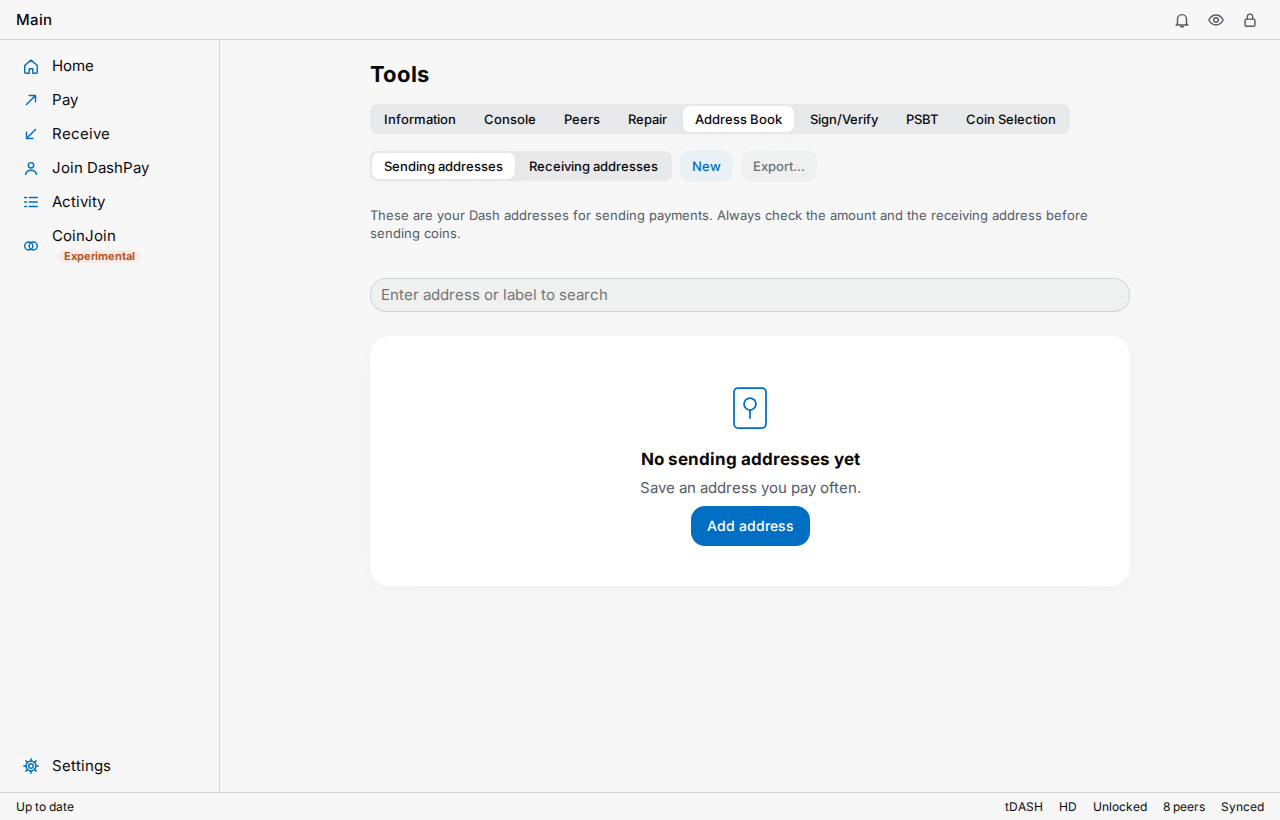 Main
Home
Pay
Receive
Join DashPay
Activity
CoinJoin
Experimental
Settings
Tools
Information Console Peers Repair Address Book Sign/Verify PSBT Coin Selection
Sending addresses Receiving addresses New Export...
These are your Dash addresses for sending payments. Always check the amount and the receiving address before
sending coins.
Enter address or label to search
No sending addresses yet
Save an address you pay often.
Add address
Up to date tDASH HD Unlocked 8 peers Synced